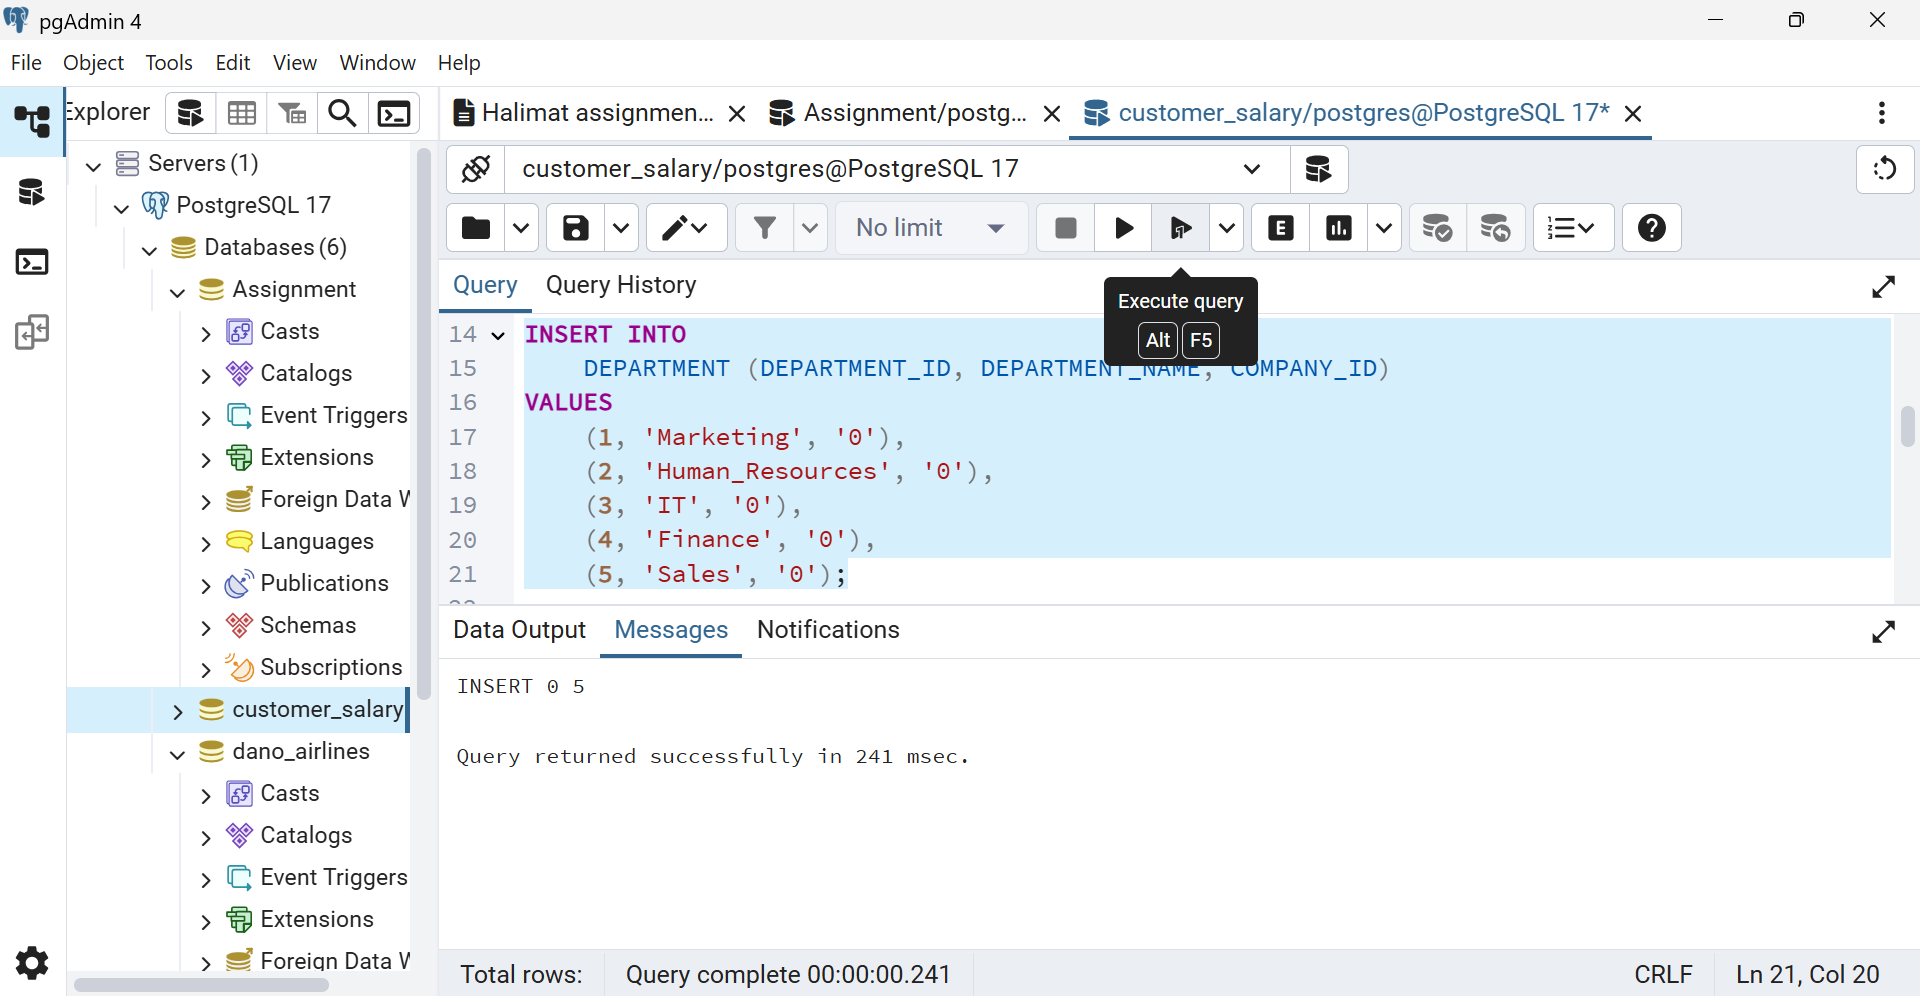 pgAdmin 4
File Object Tools Edit View Window Help
Explorer
Halimat assignmen... Assignment/postg... customer_salary/postgres@PostgreSQL 17*
Servers (1)
PostgreSQL 17
Databases (6)
Assignment
Casts
Catalogs
Event Triggers
Extensions
Foreign Data W
Languages
Publications
Schemas
Subscriptions
customer_salary
dano_airlines
Casts
Catalogs
Event Triggers
Extensions
Foreign Data W
customer_salary/postgres@PostgreSQL 17
No limit
E
Query Query History
Execute query
Alt F5
14 INSERT INTO
15 DEPARTMENT (DEPARTMENT_ID, DEPARTMENT_NAME, COMPANY_ID)
16 VALUES
17 (1, 'Marketing', '0'),
18 (2, 'Human_Resources', '0'),
19 (3, 'IT', '0'),
20 (4, 'Finance', '0'),
21 (5, 'Sales', '0');
Data Output Messages Notifications
INSERT 0 5
Query returned successfully in 241 msec.
Total rows: Query complete 00:00:00.241 CRLF Ln 21, Col 20